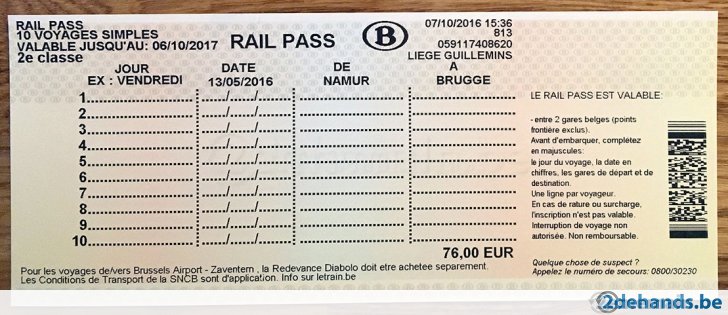 RAIL PASS
10 VOYAGES SIMPLES
VALABLE JUSQU'AU: 06/10/2017
2e classe
RAIL PASS
B
07/10/2016 15:36
813
059117408620
LIEGE GUILLEMINS
JOUR DATE DE A
EX : VENDREDI 13/05/2016 NAMUR BRUGGE
1
2
3
4
5
6
7
8
9
10
76,00 EUR
LE RAIL PASS EST VALABLE:
- entre 2 gares belges (points
frontière exclus).
Avant d'embarquer, complétez
en majuscules:
le jour du voyage, la date en
chiffres, les gares de départ et de
destination.
Une ligne par voyageur.
En cas de rature ou surcharge,
l'inscription n'est pas valable.
Interruption de voyage non
autorisée. Non remboursable.
Quelque chose de suspect ?
Appelez le numéro de secours: 0800/30230
Pour les voyages de/vers Brussels Airport - Zaventem , la Redevance Diabolo doit etre achetee separement.
Les Conditions de Transport de la SNCB sont d'application. Info sur letrain.be
2dehands.be